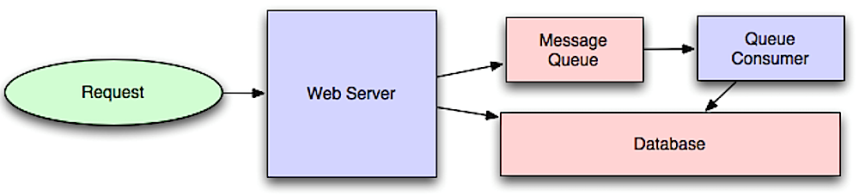 Request
Web Server
Message
Queue
Queue
Consumer
Database